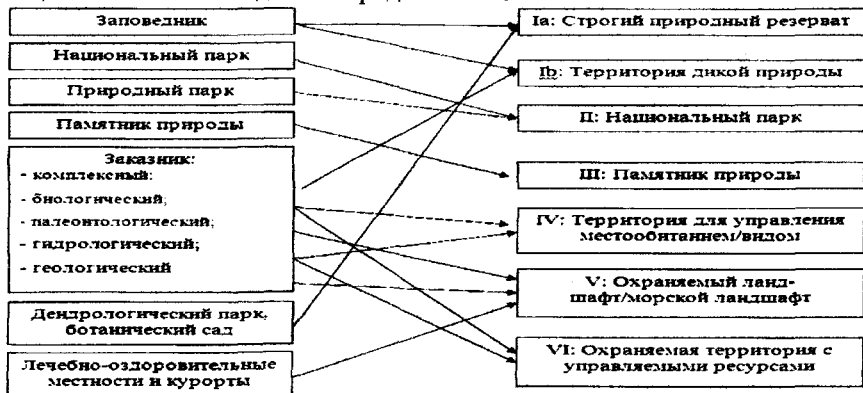 Заповедник
Национальный парк
Природный парк
Памятник природы
Заказник:
- комплексный;
- биологический;
- палеонтологический;
- гидрологический;
- геологический
Дендрологический парк,
ботанический сад
Лечебно-оздоровительные
местности и курорты
Ia: Строгий природный резерват
Ib: Территория дикой природы
II: Национальный парк
III: Памятник природы
IV: Территория для управления
местообитанием/видом
V: Охраняемый ланд-
шафт/морской ландшафт
VI: Охраняемая территория с
управляемыми ресурсами